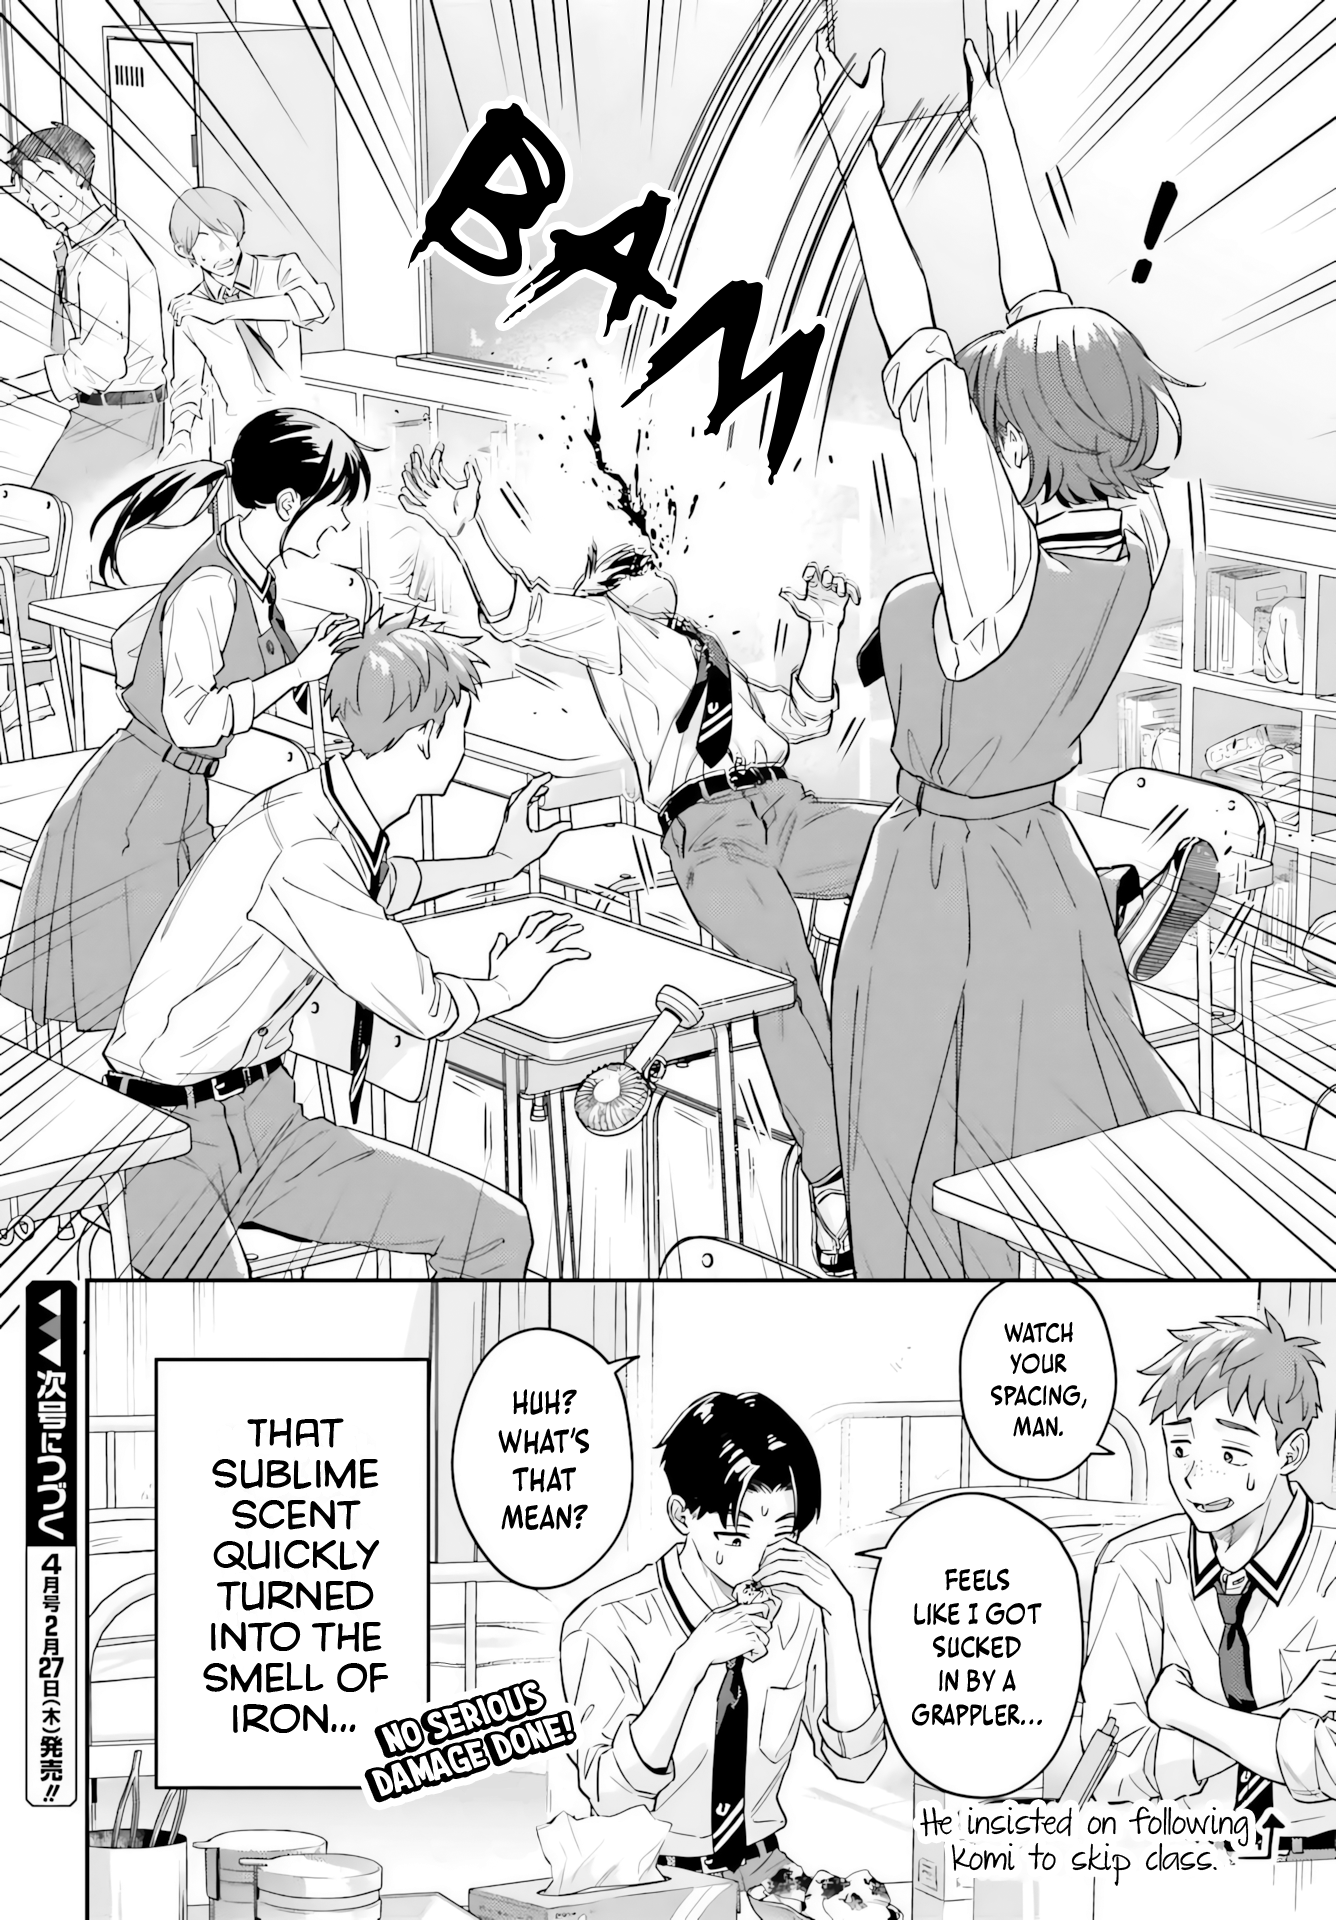 BAM
!
WATCH
YOUR
SPACING,
MAN.
FEELS
LIKE I GOT
SUCKED
IN BY A
GRAPPLER...
HUH?
WHAT'S
THAT
MEAN?
He insisted on following
Komi to skip class.
THAT
SUBLIME
SCENT
QUICKLY
TURNED
INTO THE
SMELL OF
IRON...
NO SERIOUS
DAMAGE DONE!
次号につづく
4月号2月27日(木)発売!!